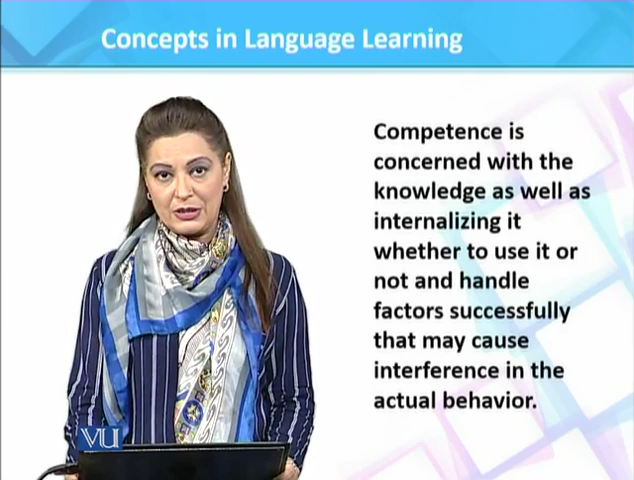 Concepts in Language Learning
Competence is
concerned with the
knowledge as well as
internalizing it
whether to use it or
not and handle
factors successfully
that may cause
interference in the
actual behavior.
VU